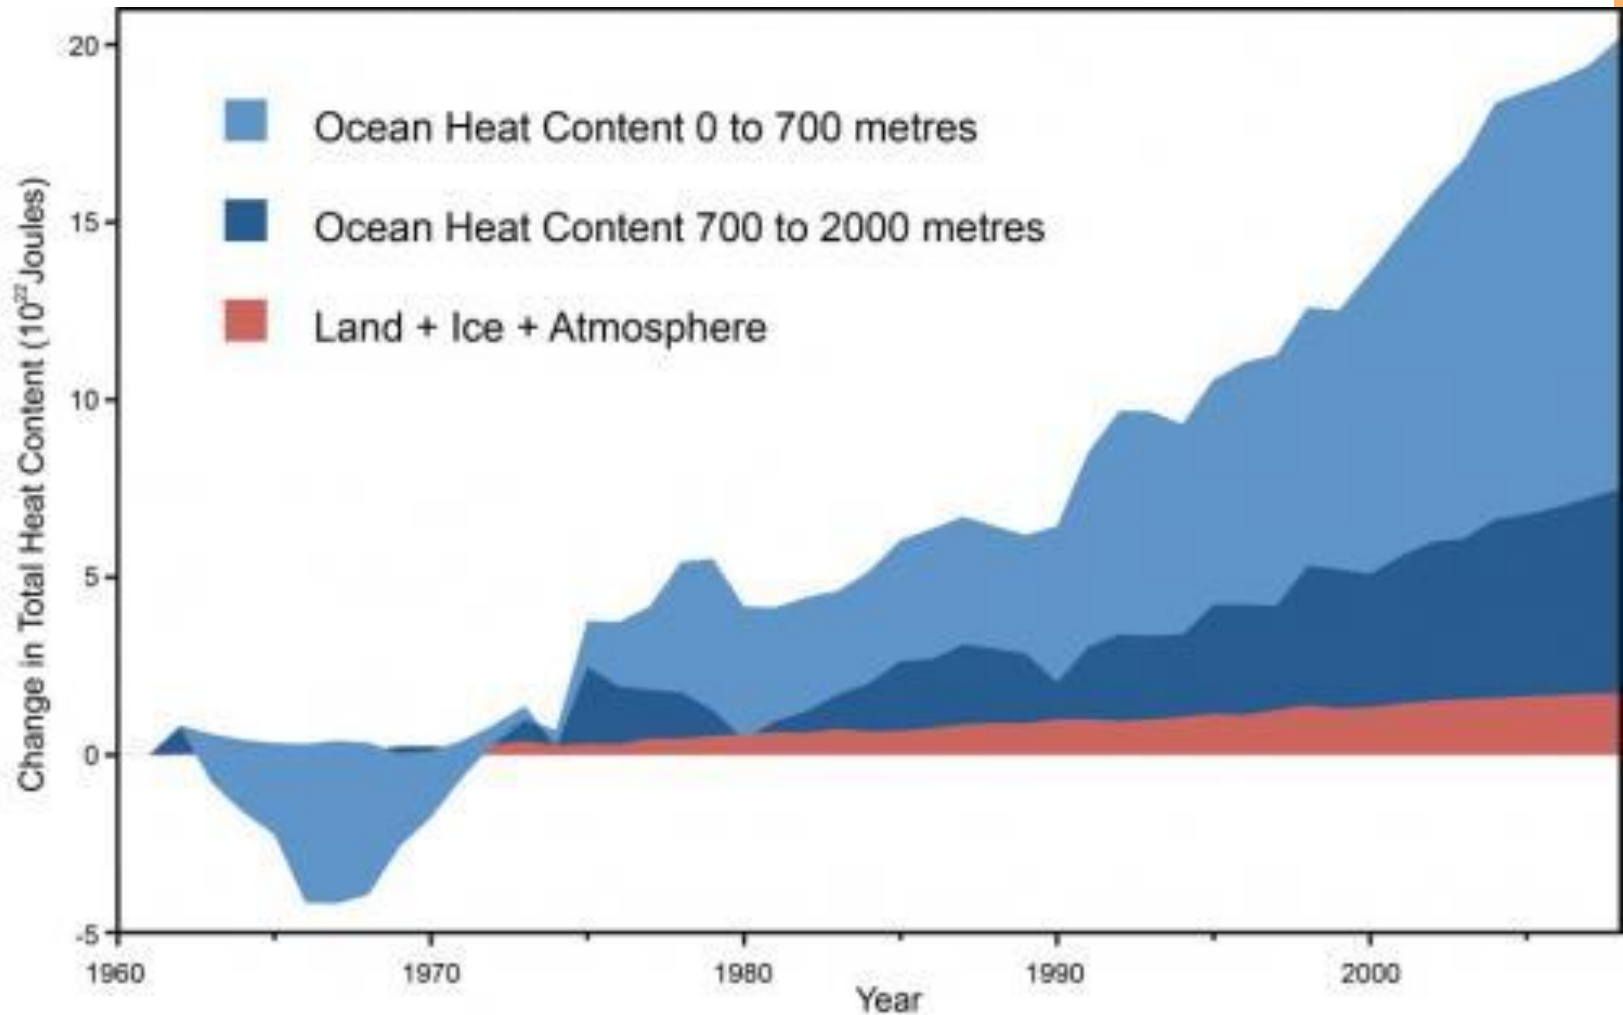 Change in Total Heat Content (10²² Joules)
20
15
10
5
0
-5
Ocean Heat Content 0 to 700 metres
Ocean Heat Content 700 to 2000 metres
Land + Ice + Atmosphere
1960
1970
1980
1990
2000
Year